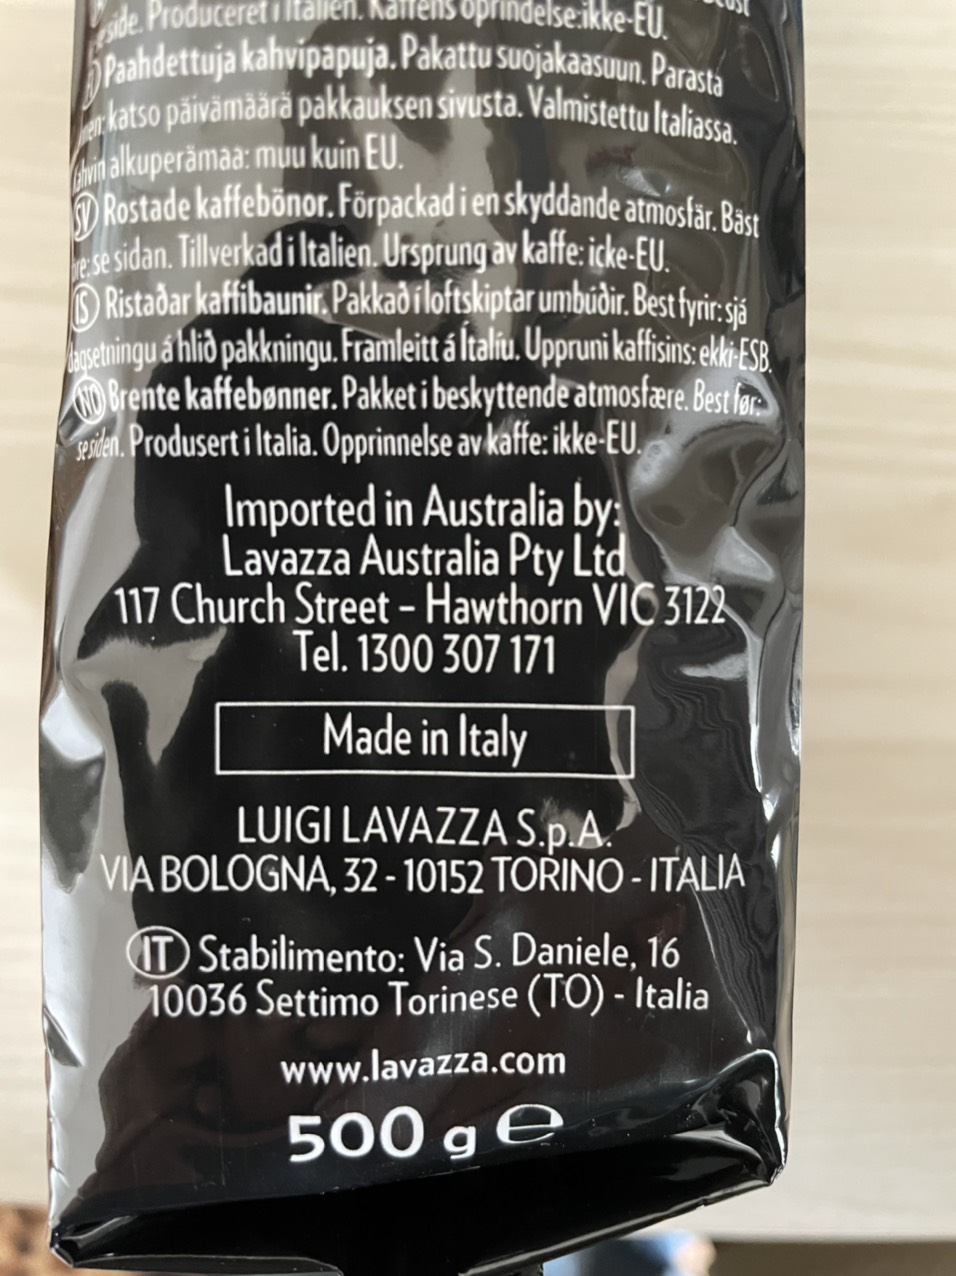 side. Produceret i Italien. Kaffens oprindelse: ikke-EU.
Paahdettuja kahvipapuja. Pakattu suojakaasuun. Parasta
katso päivämäärä pakkauksen sivusta. Valmistettu Italiassa.
Kahvin alkuperämaa: muu kuin EU.
SV Rostade kaffebönor. Förpackad i en skyddande atmosfär. Bäst
se sidan. Tillverkad i Italien. Ursprung av kaffe: icke-EU.
IS Ristaðar kaffibaunir. Pakkað í loftskiptar umbúðir. Best fyrir: sjá
dagsetningu á hlið pakkningu. Framleitt á Ítalíu. Uppruni kaffisins: ekki-ESB.
NO Brente kaffebønner. Pakket i beskyttende atmosfære. Best før:
se siden. Produsert i Italia. Opprinnelse av kaffe: ikke-EU.
Imported in Australia by:
Lavazza Australia Pty Ltd
117 Church Street – Hawthorn VIC 3122
Tel. 1300 307 171
Made in Italy
LUIGI LAVAZZA S.p.A.
VIA BOLOGNA, 32 - 10152 TORINO - ITALIA
IT Stabilimento: Via S. Daniele, 16
10036 Settimo Torinese (TO) - Italia
www.lavazza.com
500 g e